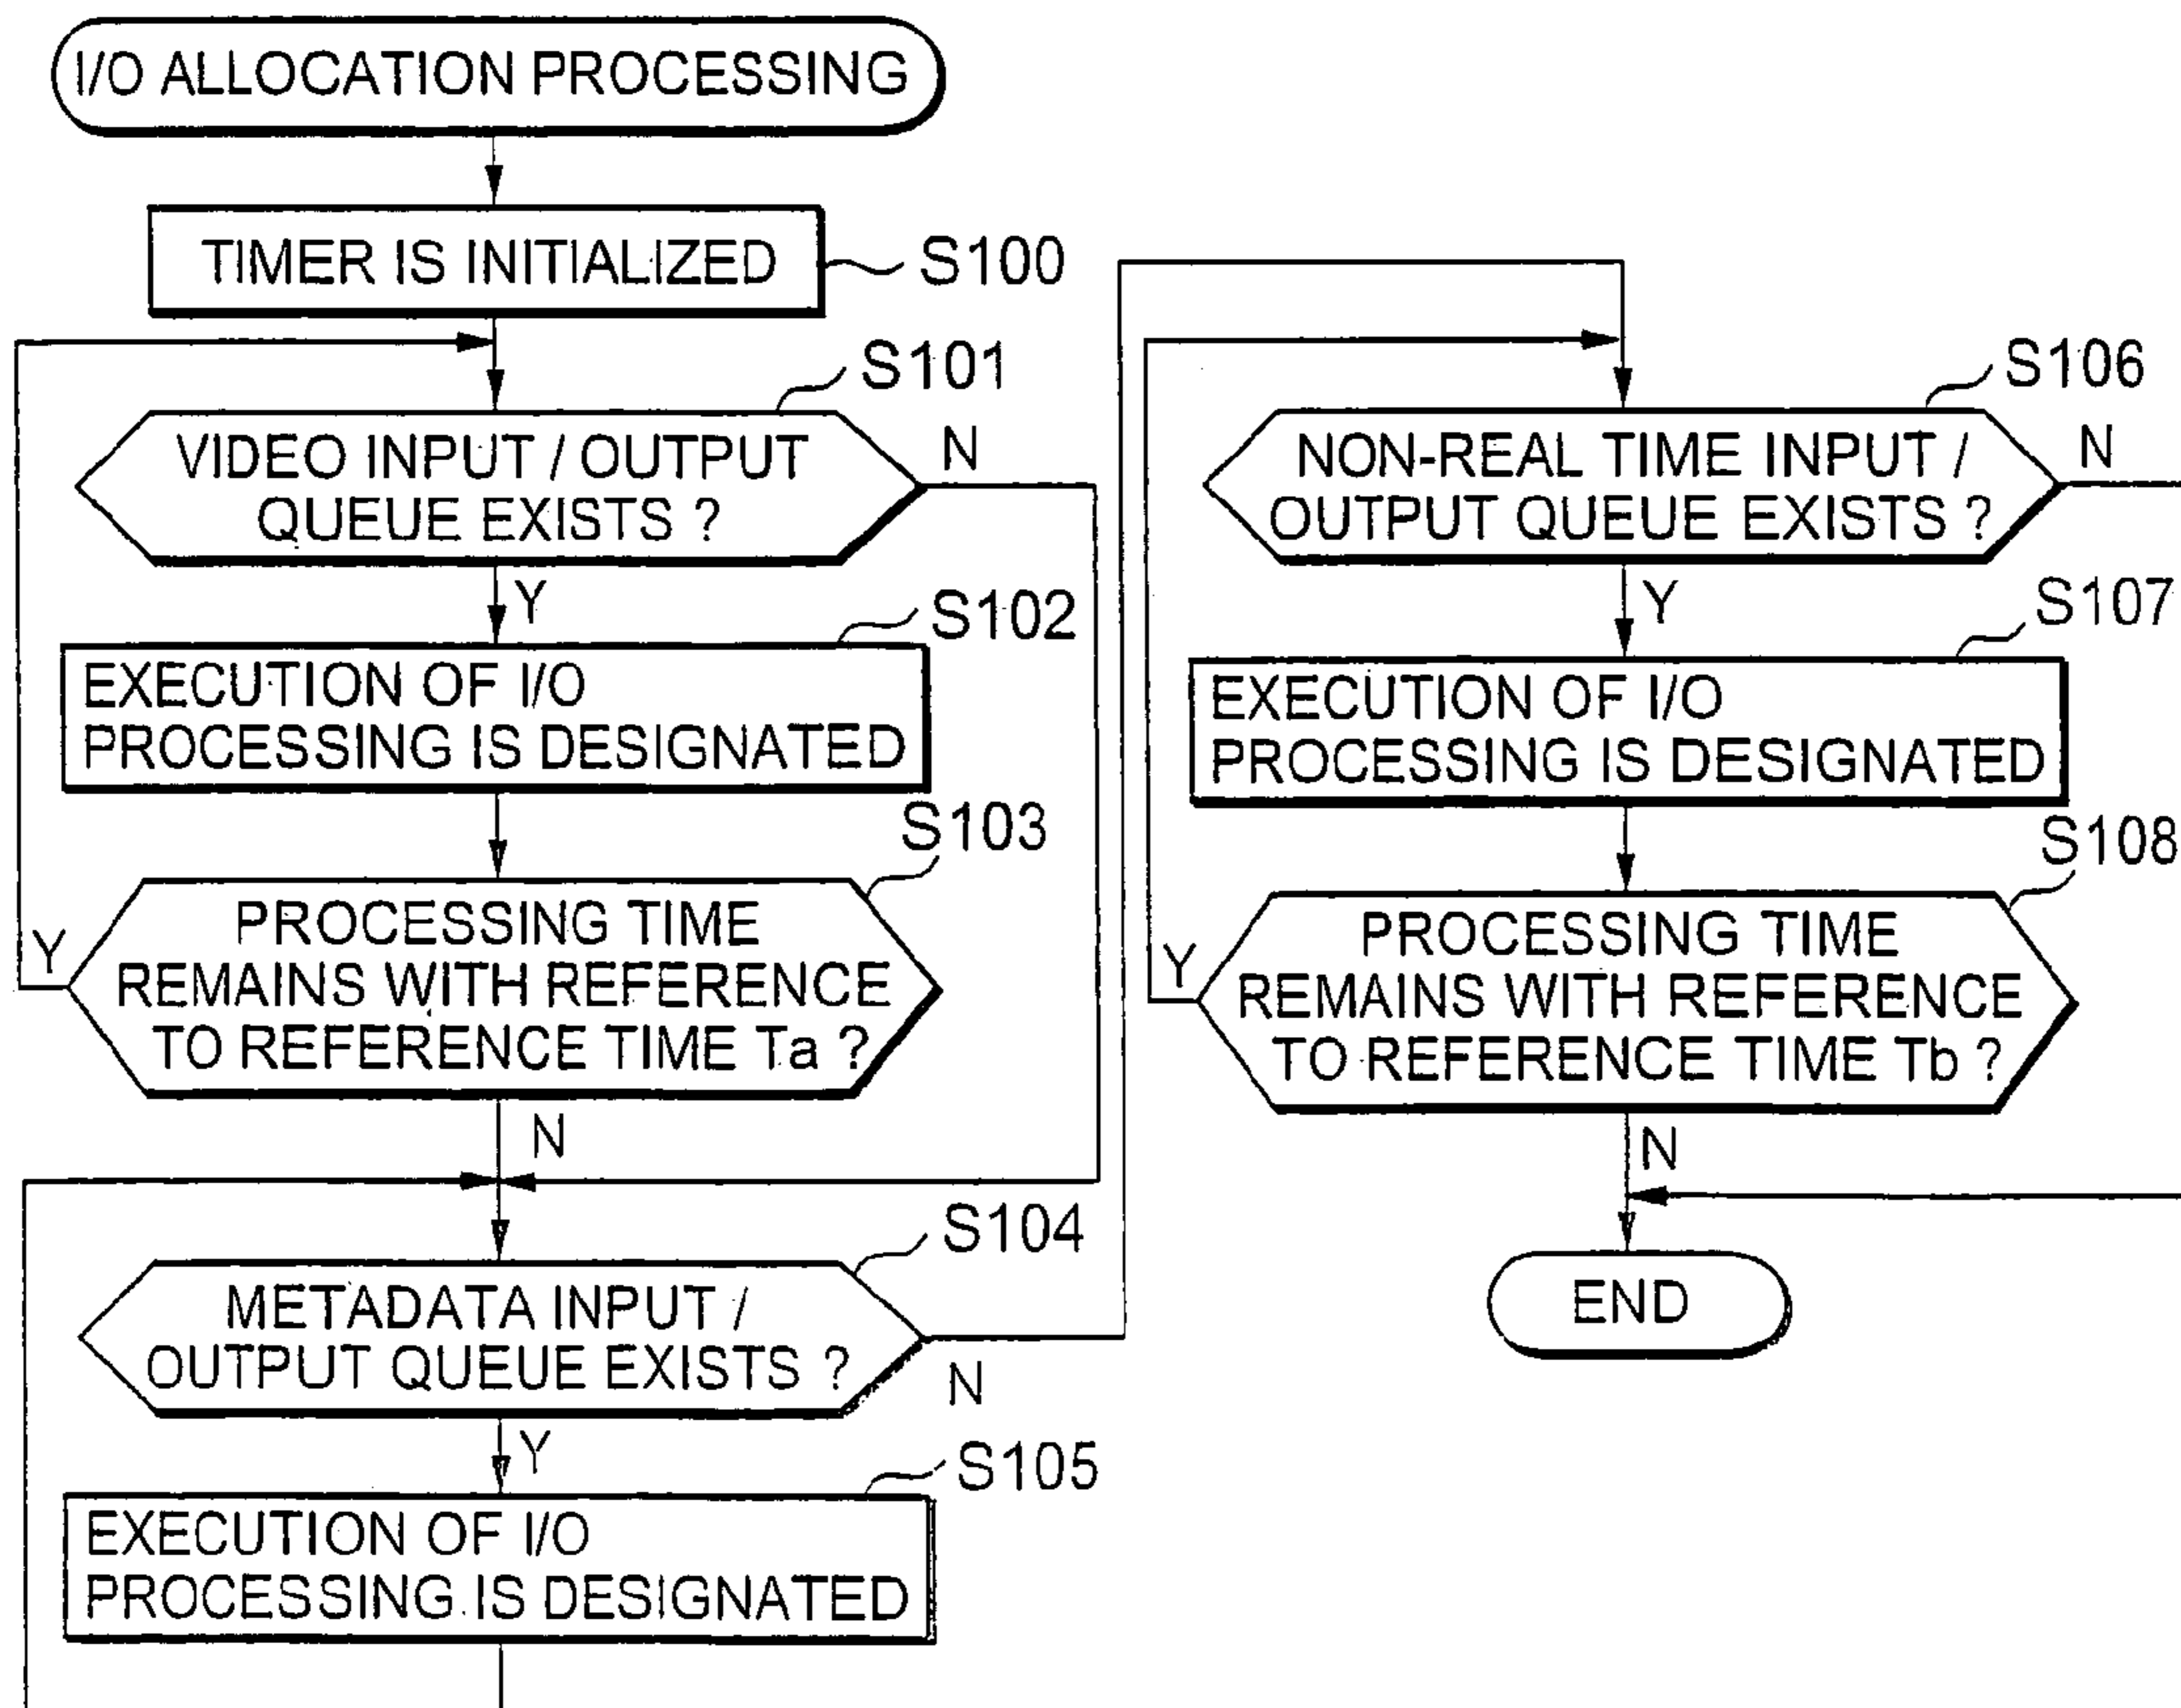 I/O ALLOCATION PROCESSING
TIMER IS INITIALIZED
S100
S101
VIDEO INPUT / OUTPUT
QUEUE EXISTS ?
N
Y
S102
EXECUTION OF I/O
PROCESSING IS DESIGNATED
S103
PROCESSING TIME
REMAINS WITH REFERENCE
TO REFERENCE TIME Ta ?
Y
N
S104
METADATA INPUT /
OUTPUT QUEUE EXISTS ?
N
Y
S105
EXECUTION OF I/O
PROCESSING IS DESIGNATED
S106
NON-REAL TIME INPUT /
OUTPUT QUEUE EXISTS ?
N
Y
S107
EXECUTION OF I/O
PROCESSING IS DESIGNATED
S108
PROCESSING TIME
REMAINS WITH REFERENCE
TO REFERENCE TIME Tb ?
Y
N
END